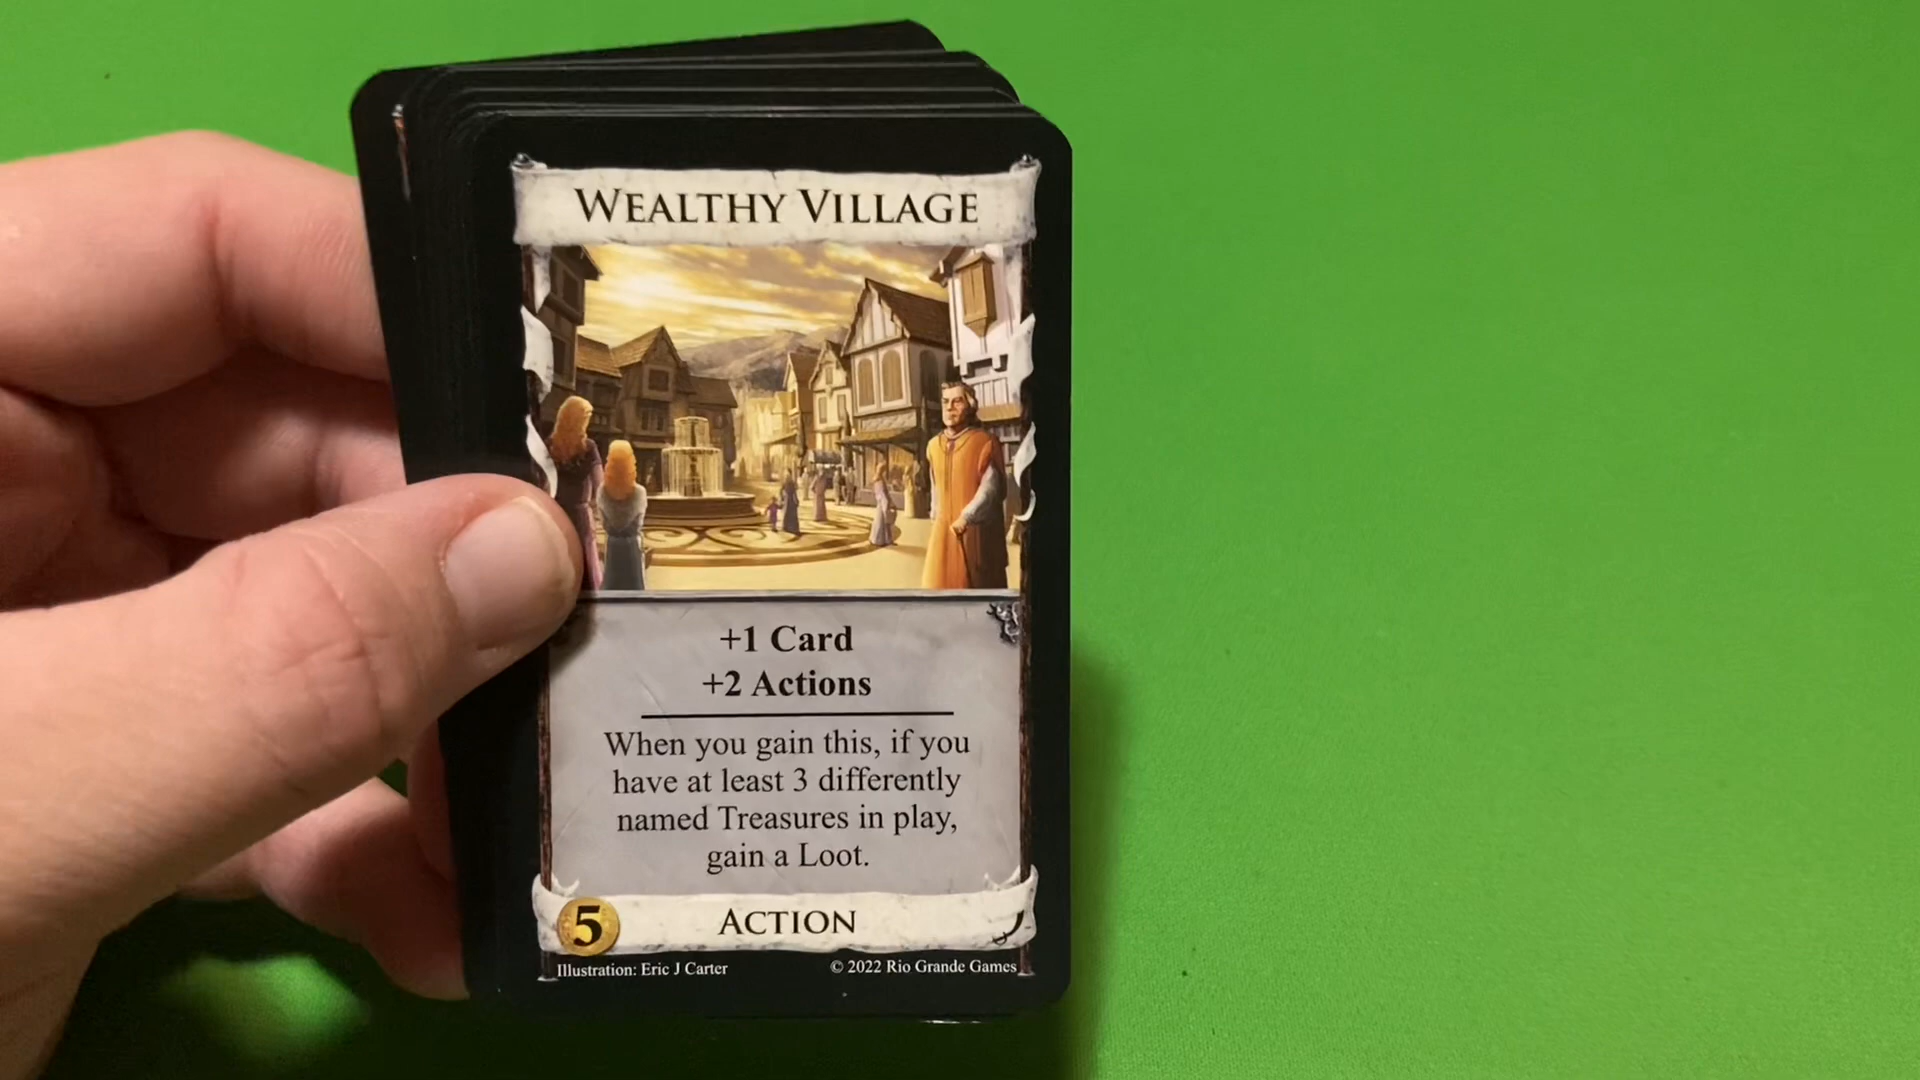 WEALTHY VILLAGE
+1 Card
+2 Actions
When you gain this, if you
have at least 3 differently
named Treasures in play,
gain a Loot.
5 ACTION
Illustration: Eric J Carter © 2022 Rio Grande Games